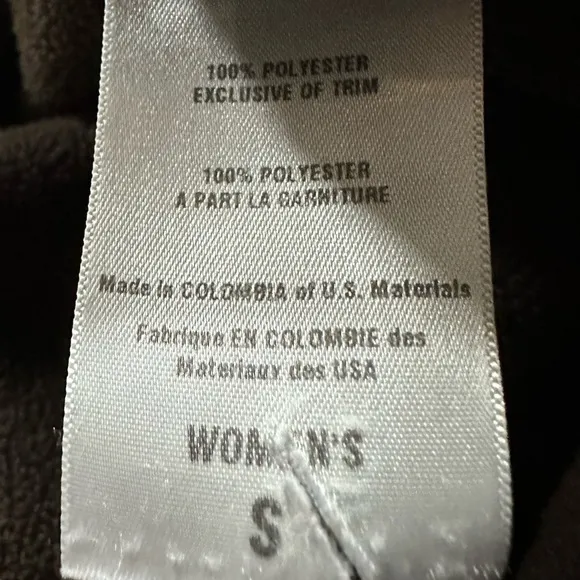 100% POLYESTER
EXCLUSIVE OF TRIM
100% POLYESTER
A PART LA GARNITURE
Made in COLOMBIA of U.S. Materials
Fabrique EN COLOMBIE des
Materiaux des USA
WOMEN'S
S